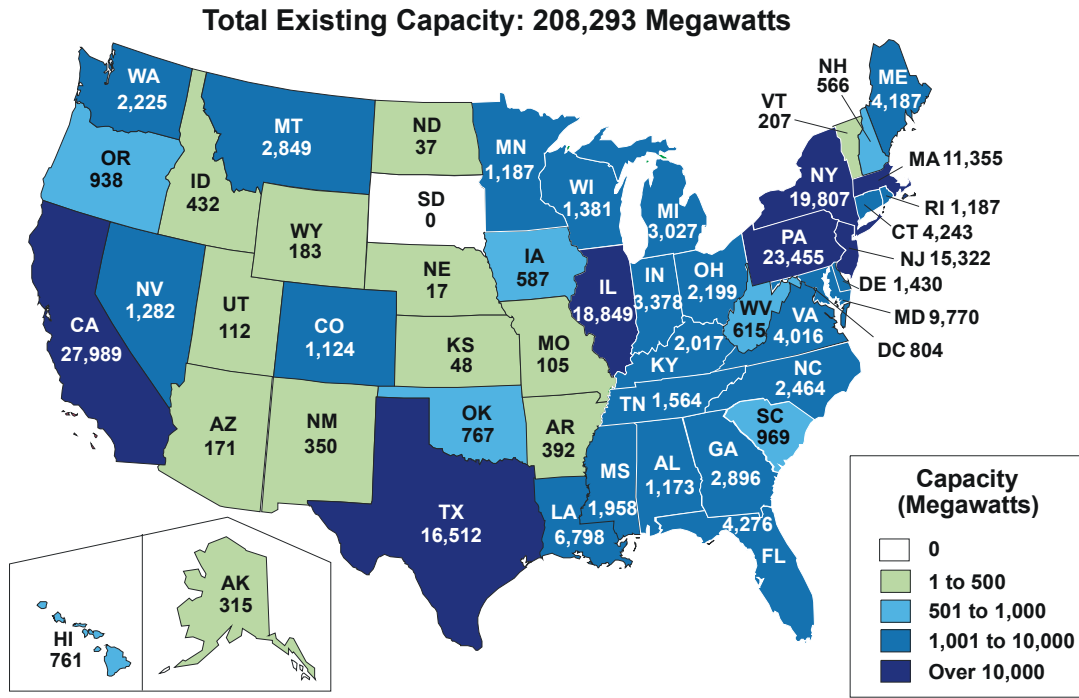 Total Existing Capacity: 208,293 Megawatts
WA
2,225
OR
938
CA
27,989
NV
1,282
ID
432
MT
2,849
WY
183
UT
112
AZ
171
CO
1,124
NM
350
ND
37
SD
0
NE
17
KS
48
OK
767
TX
16,512
MN
1,187
IA
587
MO
105
AR
392
LA
6,798
WI
1,381
IL
18,849
MI
3,027
IN
3,378
OH
2,199
2,017
KY
TN 1,564
MS
1,958
AL
1,173
GA
2,896
4,276
FL
SC
969
NC
2,464
VA
4,016
WV
615
PA
23,455
NY
19,807
VT
207
NH
566
ME
4,187
MA 11,355
RI 1,187
CT 4,243
NJ 15,322
DE 1,430
MD 9,770
DC 804
HI
761
AK
315
Capacity
(Megawatts)
0
1 to 500
501 to 1,000
1,001 to 10,000
Over 10,000